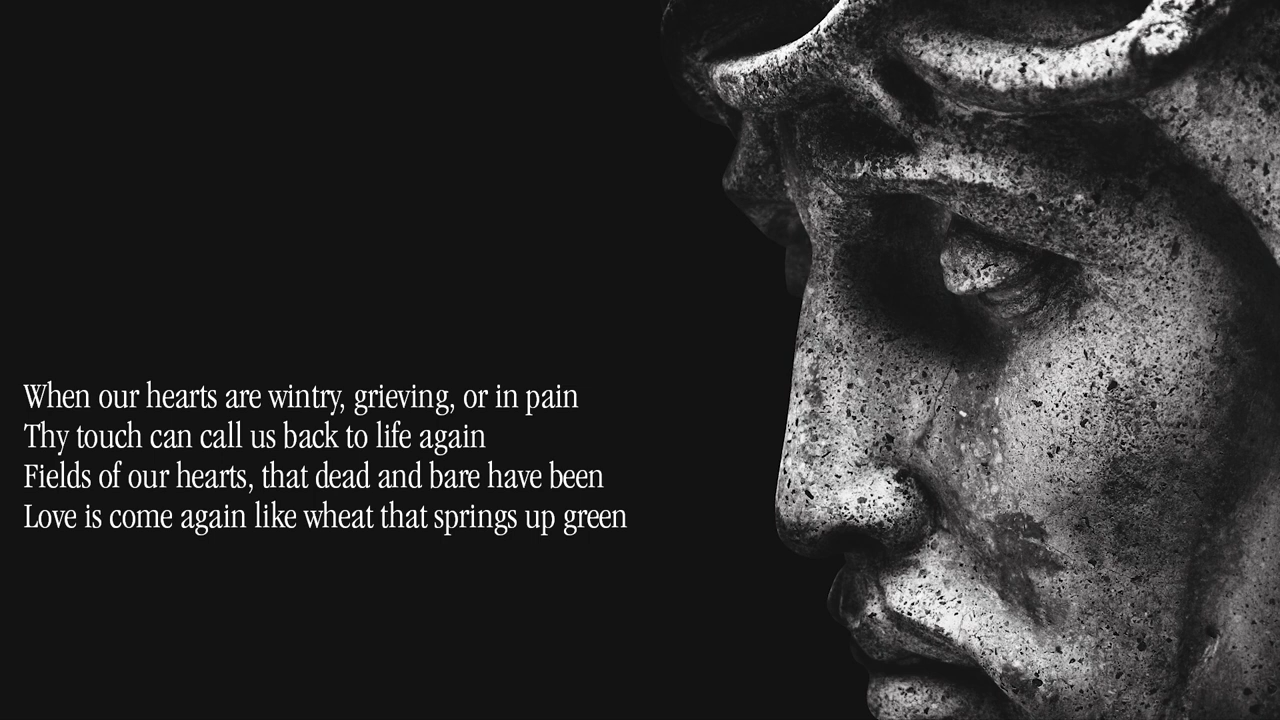 When our hearts are wintry, grieving, or in pain
Thy touch can call us back to life again
Fields of our hearts, that dead and bare have been
Love is come again like wheat that springs up green